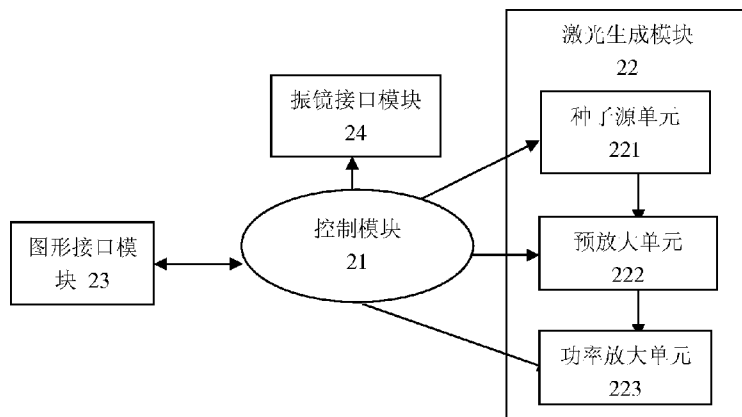 激光生成模块
22
振镜接口模块
24
种子源单元
221
控制模块
21
图形接口模
块 23
预放大单元
222
功率放大单元
223